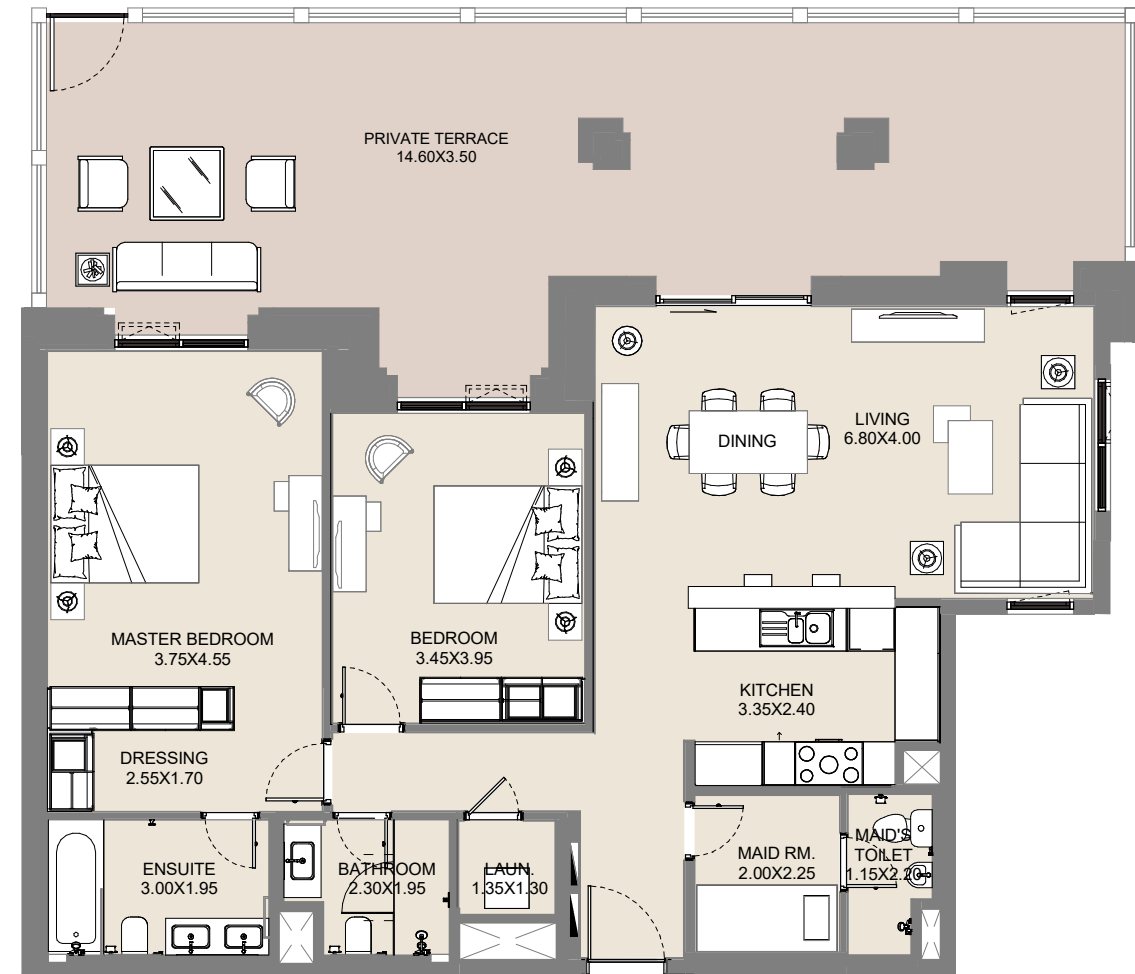 PRIVATE TERRACE
14.60X3.50
LIVING
6.80X4.00
DINING
MASTER BEDROOM
3.75X4.55
BEDROOM
3.45X3.95
KITCHEN
3.35X2.40
DRESSING
2.55X1.70
ENSUITE
3.00X1.95
BATHROOM
2.30X1.95
LAUN.
1.35X1.30
MAID RM.
2.00X2.25
MAID'S
TOILET
1.15X2.20